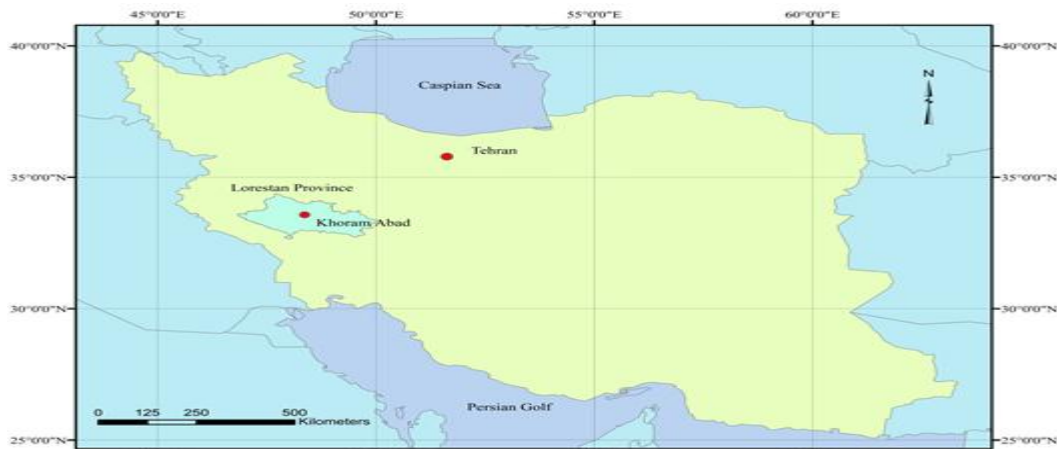 45°0'0"E 50°0'0"E 55°0'0"E 60°0'0"E
40°0'0"N 40°0'0"N
N
Caspian Sea
Tehran
35°0'0"N 35°0'0"N
Lorestan Province
Khoram Abad
30°0'0"N 30°0'0"N
Persian Golf
0 125 250 500
Kilometers
25°0'0"N 25°0'0"N